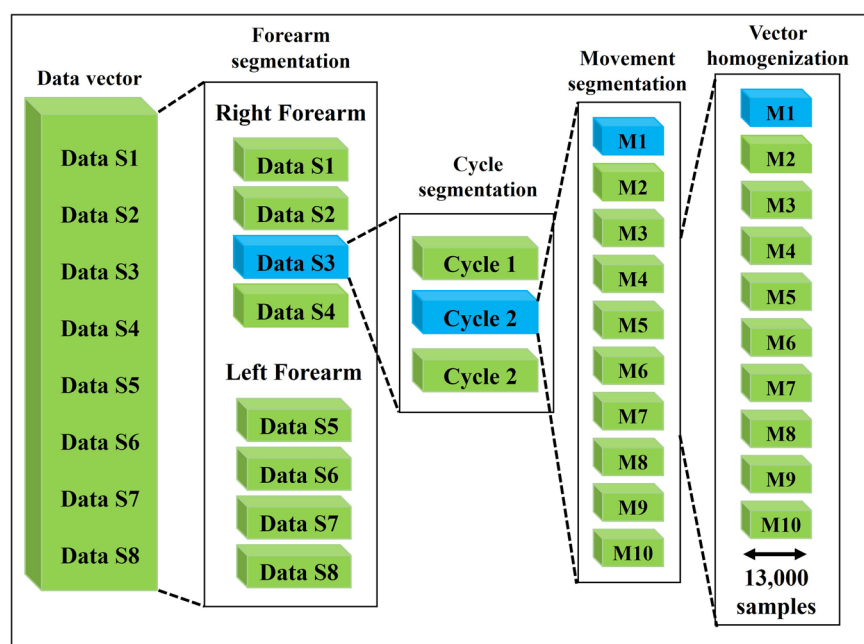 Data vector
Data S1
Data S2
Data S3
Data S4
Data S5
Data S6
Data S7
Data S8
Forearm
segmentation
Right Forearm
Data S1
Data S2
Data S3
Data S4
Left Forearm
Data S5
Data S6
Data S7
Data S8
Cycle
segmentation
Cycle 1
Cycle 2
Cycle 2
Movement
segmentation
M1
M2
M3
M4
M5
M6
M7
M8
M9
M10
Vector
homogenization
M1
M2
M3
M4
M5
M6
M7
M8
M9
M10
13,000
samples